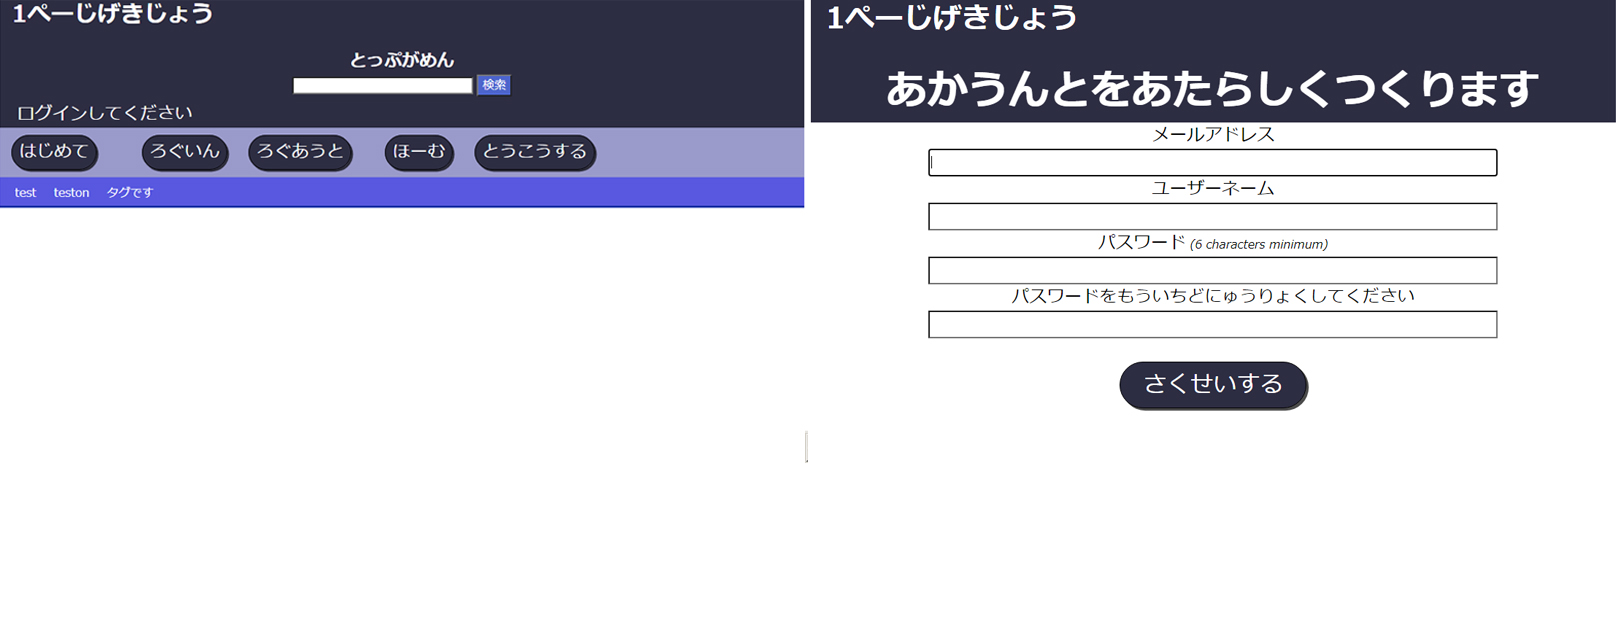 1ぺーじげきじょう
とっぷがめん
検索
ログインしてください
はじめて ろぐいん ろぐあうと ほーむ とうこうする
test teston タグです
1ぺーじげきじょう
あかうんとをあたらしくつくります
メールアドレス
ユーザーネーム
パスワード (6 characters minimum)
パスワードをもういちどにゅうりょくしてください
さくせいする